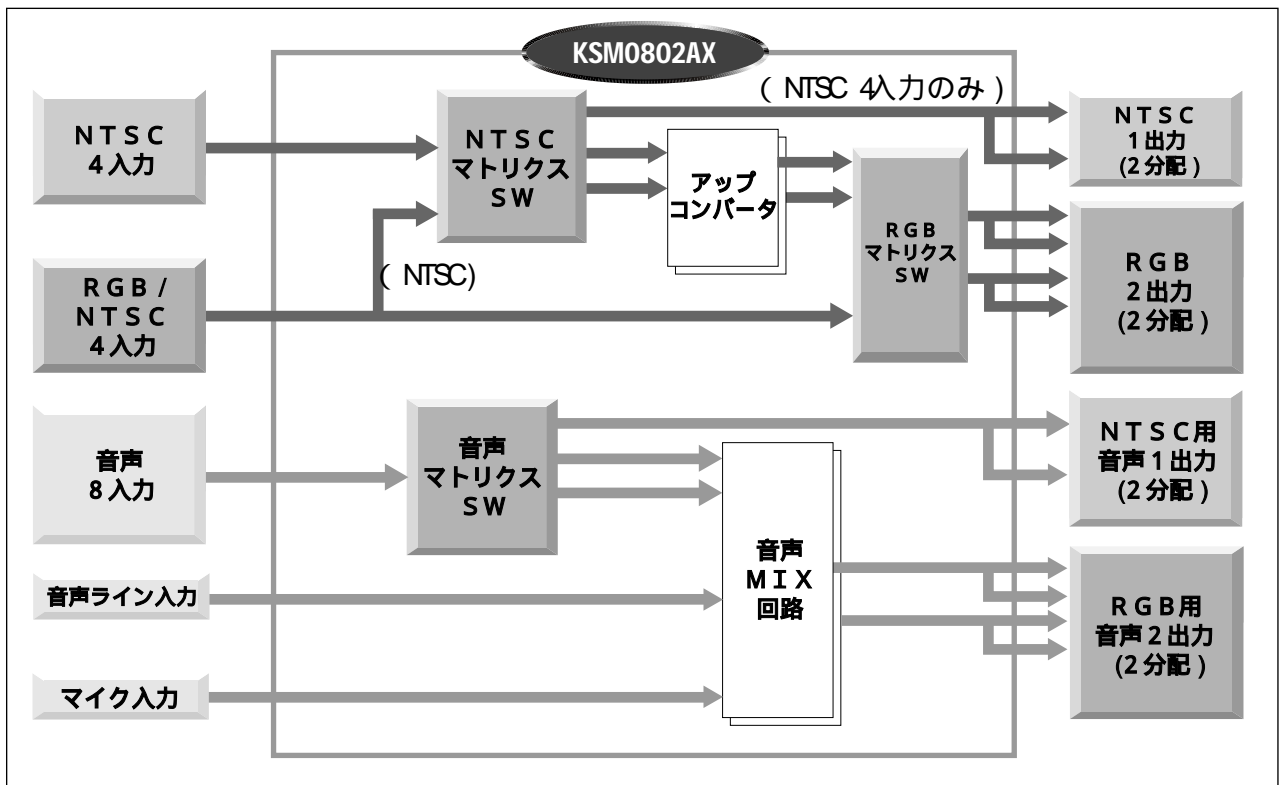 KSM0802AX
( NTSC 4入力のみ )
NTSC
4入力
NTSC
マトリクス
SW
アップ
コンバータ
NTSC
1出力
(2分配)
RGB /
NTSC
4入力
( NTSC)
RGB
マトリクス
SW
RGB
2出力
(2分配)
音声
8入力
音声
マトリクス
SW
NTSC用
音声1出力
(2分配)
音声ライン入力
マイク入力
音声
MIX
回路
RGB用
音声2出力
(2分配)